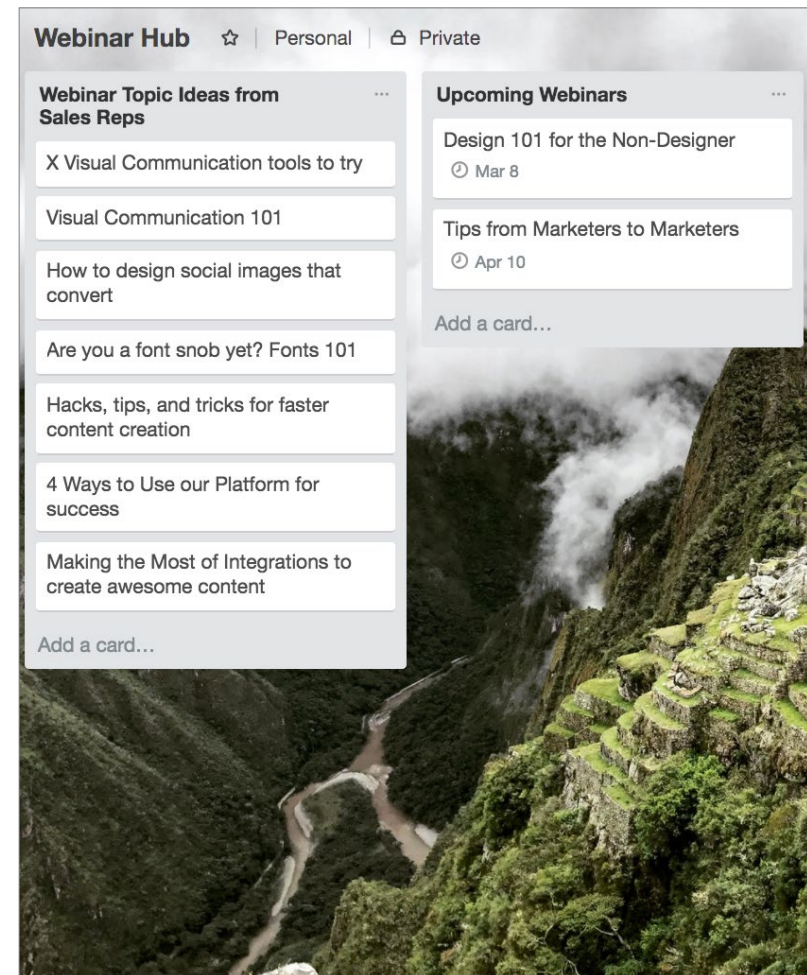 Webinar Hub Personal Private
Webinar Topic Ideas from
Sales Reps
X Visual Communication tools to try
Visual Communication 101
How to design social images that
convert
Are you a font snob yet? Fonts 101
Hacks, tips, and tricks for faster
content creation
4 Ways to Use our Platform for
success
Making the Most of Integrations to
create awesome content
Add a card…
Upcoming Webinars
Design 101 for the Non-Designer
Mar 8
Tips from Marketers to Marketers
Apr 10
Add a card…